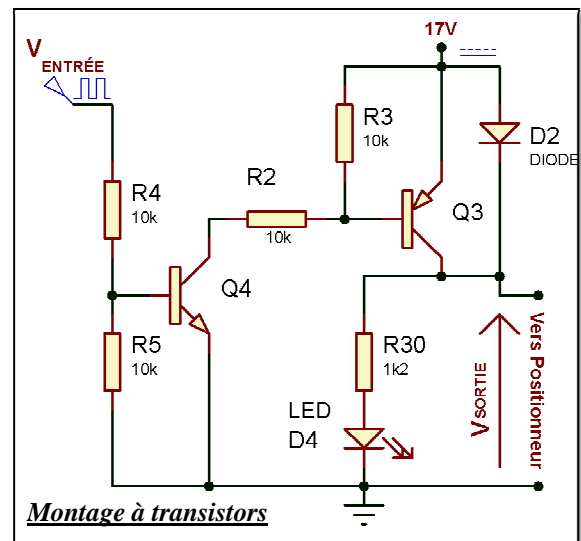 17V
V ENTRÉE
R3
10k
D2
DIODE
R4
10k
R2
10k
Q3
Q4
R5
10k
R30
1k2
LED
D4
VSORTIE
Vers Positionneur
Montage à transistors